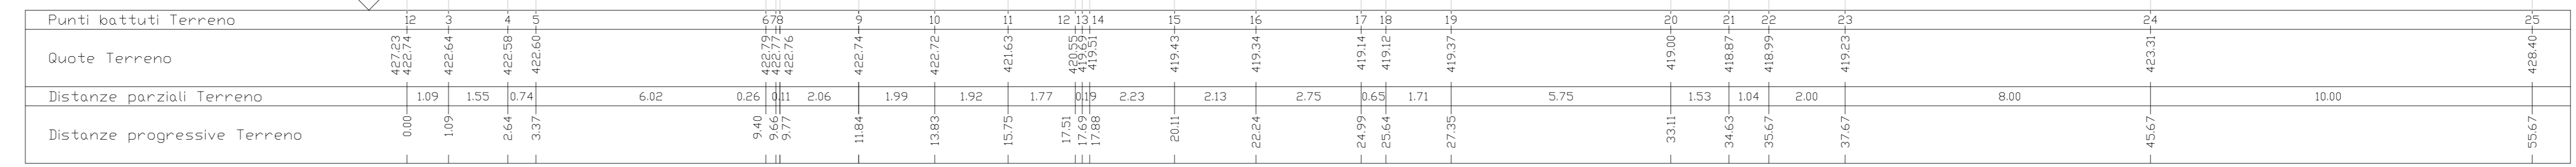 Punti battuti Terreno 12 3 4 5 678 9 10 11 12 13 14 15 16 17 18 19 20 21 22 23 24 25
Quote Terreno 427.23 422.74 422.64 422.58 422.60 422.79 422.77 422.76 422.74 422.72 421.63 420.55 419.69 419.51 419.43 419.34 419.14 419.12 419.37 419.00 418.87 418.99 419.23 423.31 428.40
Distanze parziali Terreno 1.09 1.55 0.74 6.02 0.26 0.11 2.06 1.99 1.92 1.77 0.19 2.23 2.13 2.75 0.65 1.71 5.75 1.53 1.04 2.00 8.00 10.00
Distanze progressive Terreno 0.00 1.09 2.64 3.37 9.40 9.66 9.77 11.84 13.83 15.75 17.51 17.69 17.88 20.11 22.24 24.99 25.64 27.35 33.11 34.63 35.67 37.67 45.67 55.67